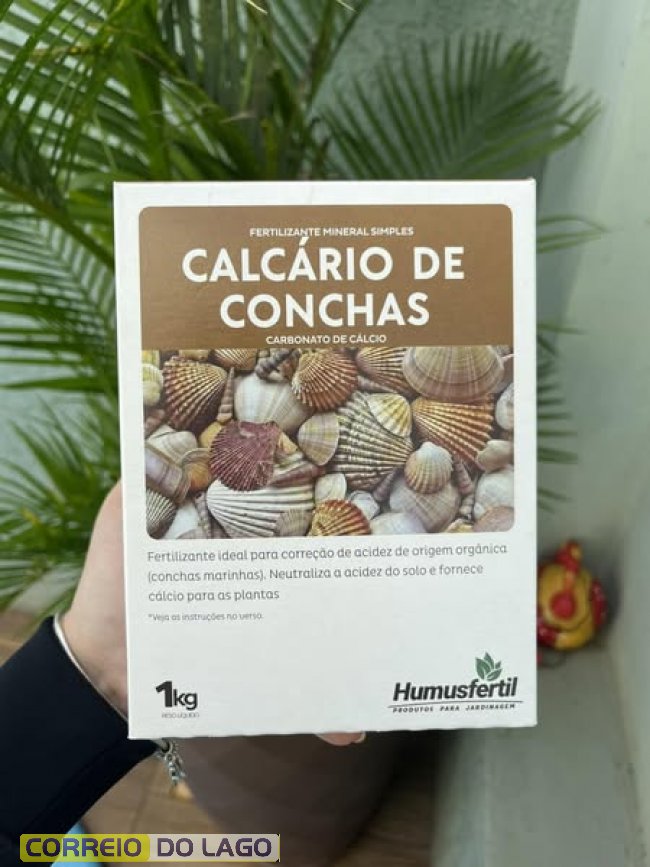 FERTILIZANTE MINERAL SIMPLES
CALCÁRIO DE
CONCHAS
CARBONATO DE CÁLCIO
Fertilizante ideal para correção de acidez de origem orgânica
(conchas marinhas). Neutraliza a acidez do solo e fornece
cálcio para as plantas
*Veja as instruções no verso.
1kg
PESO LÍQUIDO
Humusfertil
PRODUTOS PARA JARDINAGEM
CORREIO DO LAGO